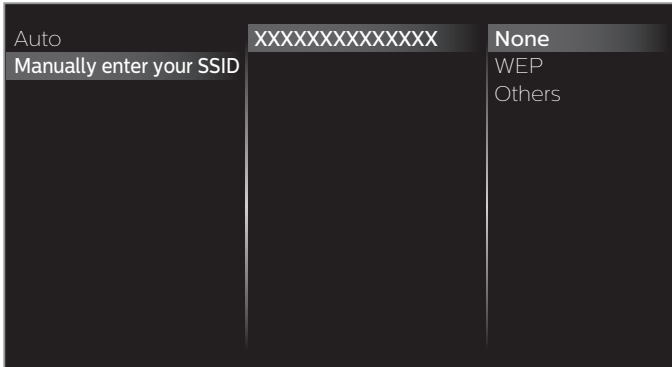 Auto
Manually enter your SSID
XXXXXXXXXXXXXX
None
WEP
Others